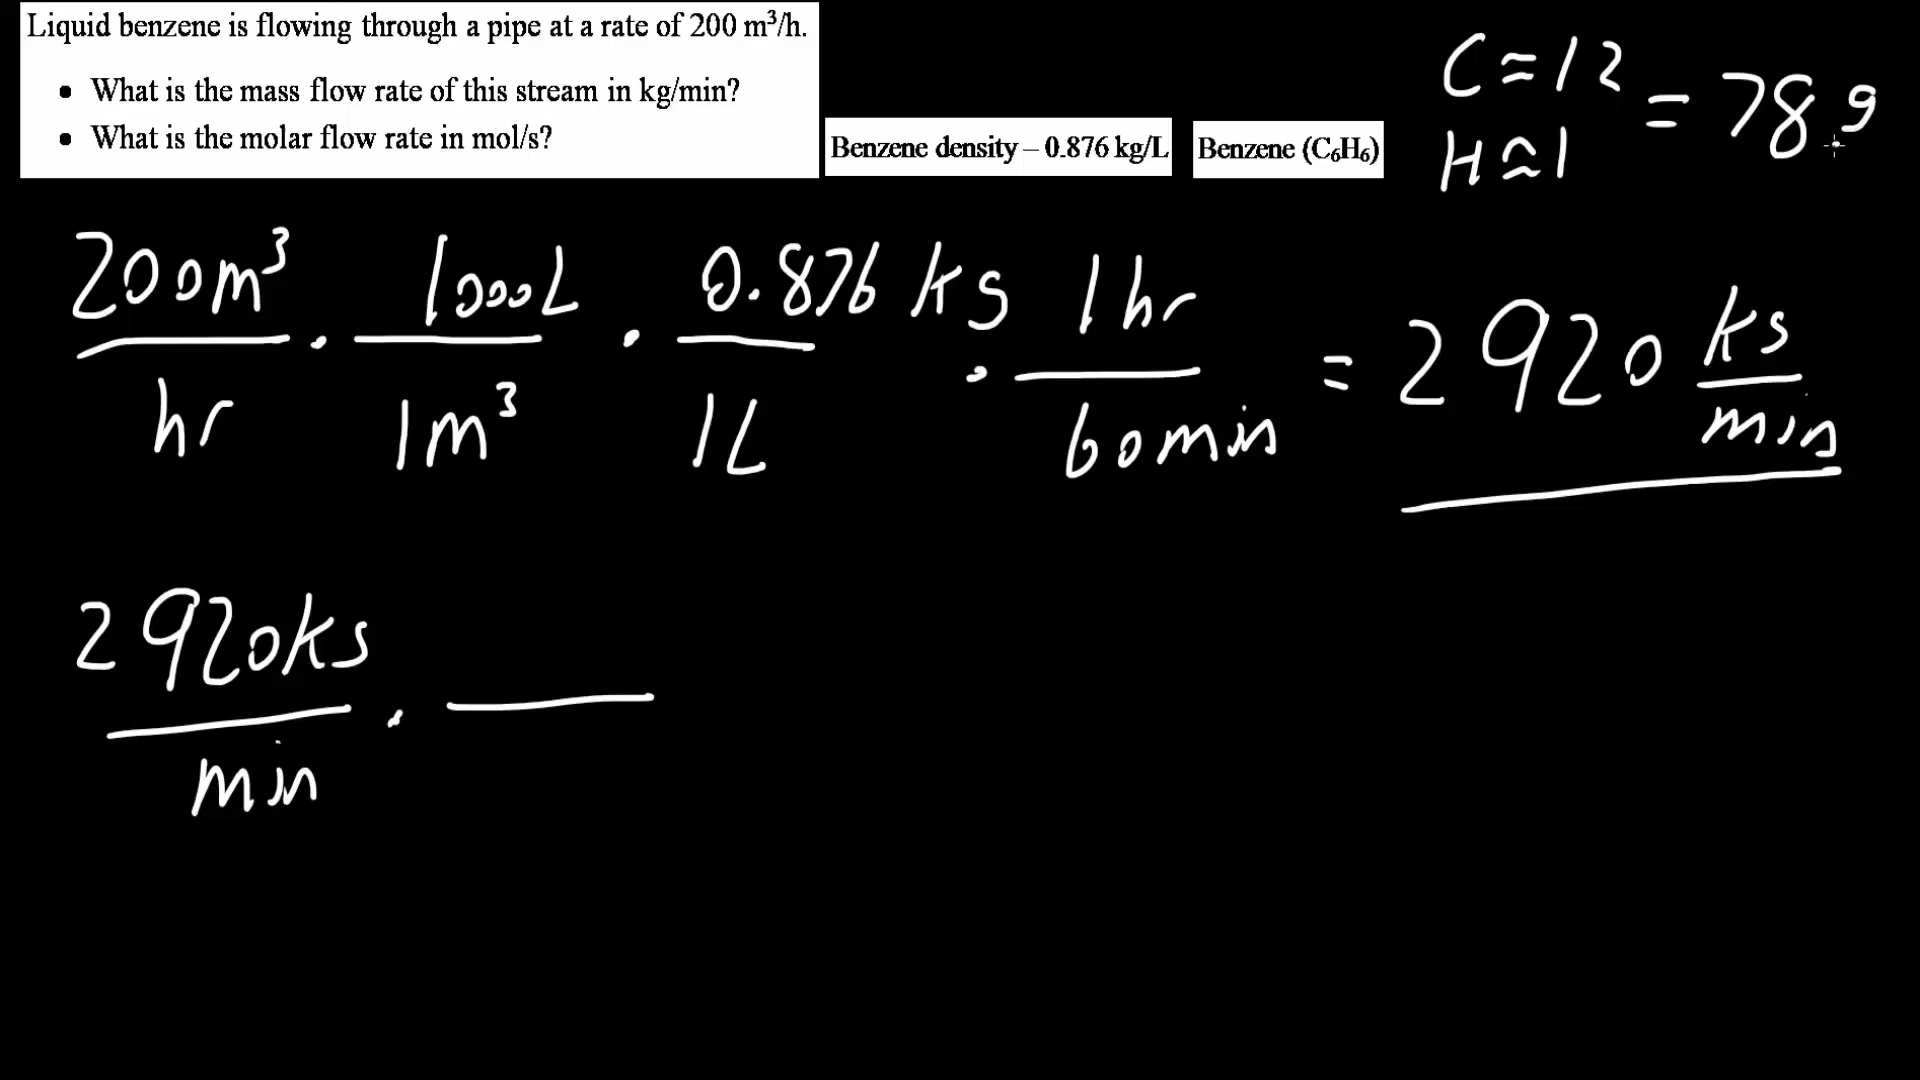 Liquid benzene is flowing through a pipe at a rate of 200 m³/h.
• What is the mass flow rate of this stream in kg/min?
• What is the molar flow rate in mol/s?
Benzene density – 0.876 kg/L
Benzene (C₆H₆)
C ≈ 12
H ≈ 1
= 78 g
200m³ / hr · 1000L / 1m³ · 0.876 kg / 1L · 1hr / 60min = 2920 kg / min
2920kg / min ·